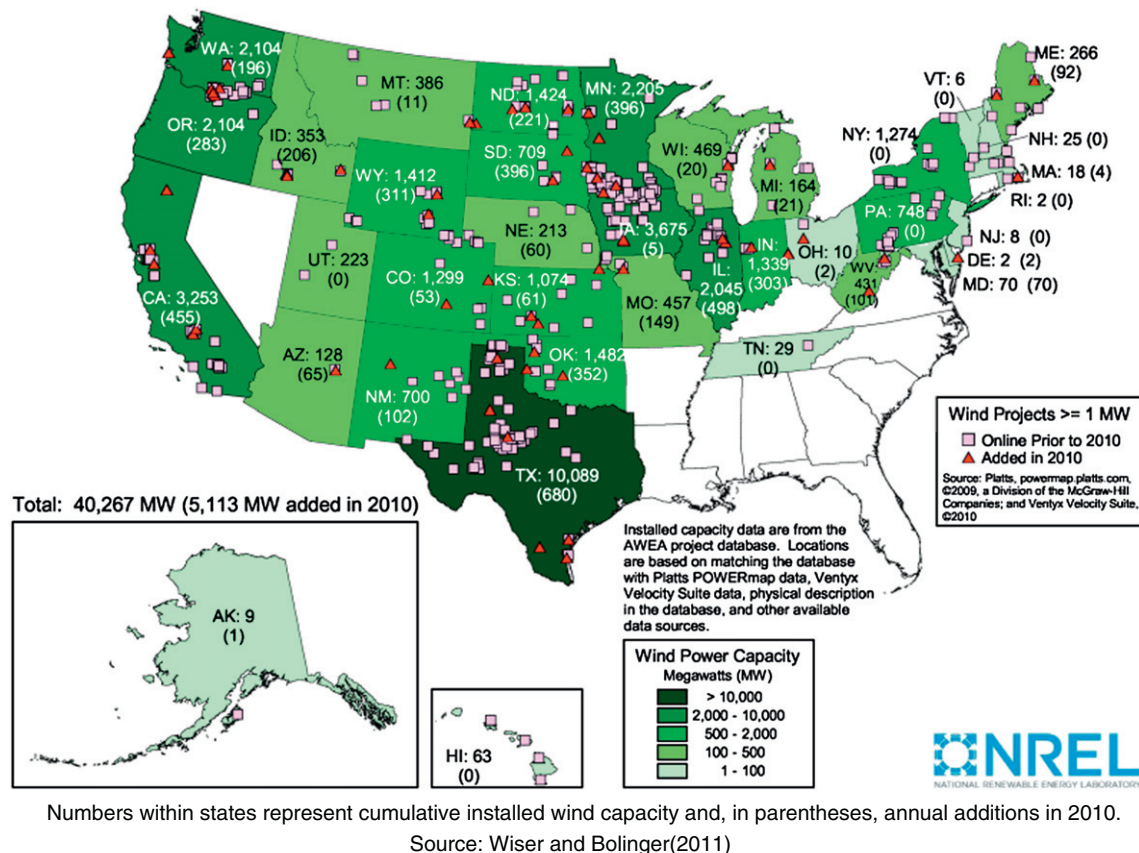 WA: 2,104
(196)
OR: 2,104
(283)
CA: 3,253
(455)
ID: 353
(206)
MT: 386
(11)
WY: 1,412
(311)
UT: 223
(0)
AZ: 128
(65)
CO: 1,299
(53)
NM: 700
(102)
ND: 1,424
(221)
SD: 709
(396)
NE: 213
(60)
KS: 1,074
(61)
OK: 1,482
(352)
TX: 10,089
(680)
MN: 2,205
(396)
IA: 3,675
(5)
MO: 457
(149)
WI: 469
(20)
IL:
2,045
(498)
MI: 164
(21)
IN:
1,339
(303)
OH: 10
(2)
WV:
431
(101)
TN: 29
(0)
PA: 748
(0)
NY: 1,274
(0)
VT: 6
(0)
ME: 266
(92)
NH: 25 (0)
MA: 18 (4)
RI: 2 (0)
NJ: 8 (0)
DE: 2 (2)
MD: 70 (70)
Wind Projects >= 1 MW
Online Prior to 2010
Added in 2010
Source: Platts, powermap.platts.com,
©2009, a Division of the McGraw-Hill
Companies; and Ventyx Velocity Suite,
©2010
Total: 40,267 MW (5,113 MW added in 2010)
AK: 9
(1)
HI: 63
(0)
Installed capacity data are from the
AWEA project database. Locations
are based on matching the database
with Platts POWERmap data, Ventyx
Velocity Suite data, physical description
in the database, and other available
data sources.
Wind Power Capacity
Megawatts (MW)
> 10,000
2,000 - 10,000
500 - 2,000
100 - 500
1 - 100
NREL
NATIONAL RENEWABLE ENERGY LABORATORY
Numbers within states represent cumulative installed wind capacity and, in parentheses, annual additions in 2010.
Source: Wiser and Bolinger(2011)